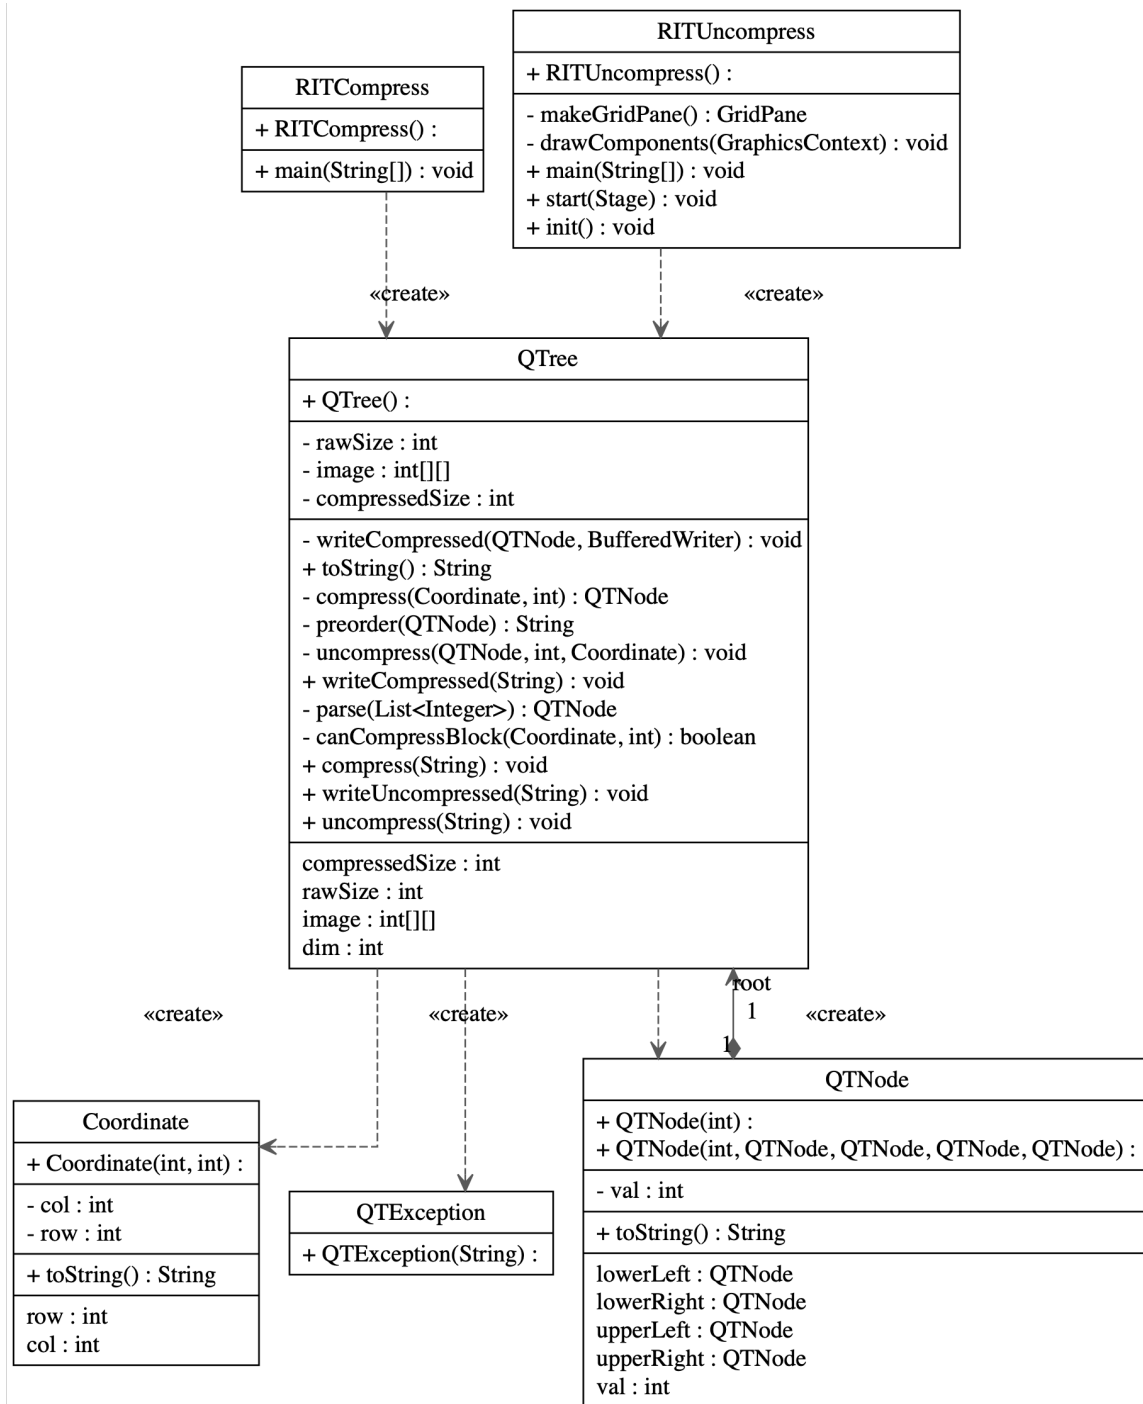 RITUncompress
+ RITUncompress() :
- makeGridPane() : GridPane
- drawComponents(GraphicsContext) : void
+ main(String[]) : void
+ start(Stage) : void
+ init() : void
RITCompress
+ RITCompress() :
+ main(String[]) : void
«create»
«create»
QTree
+ QTree() :
- rawSize : int
- image : int[][]
- compressedSize : int
- writeCompressed(QTNode, BufferedWriter) : void
+ toString() : String
- compress(Coordinate, int) : QTNode
- preorder(QTNode) : String
- uncompress(QTNode, int, Coordinate) : void
+ writeCompressed(String) : void
- parse(List<Integer>) : QTNode
- canCompressBlock(Coordinate, int) : boolean
+ compress(String) : void
+ writeUncompressed(String) : void
+ uncompress(String) : void
compressedSize : int
rawSize : int
image : int[][]
dim : int
root
1
«create»
«create»
«create»
1
Coordinate
+ Coordinate(int, int) :
- col : int
- row : int
+ toString() : String
row : int
col : int
QTException
+ QTException(String) :
QTNode
+ QTNode(int) :
+ QTNode(int, QTNode, QTNode, QTNode, QTNode) :
- val : int
+ toString() : String
lowerLeft : QTNode
lowerRight : QTNode
upperLeft : QTNode
upperRight : QTNode
val : int